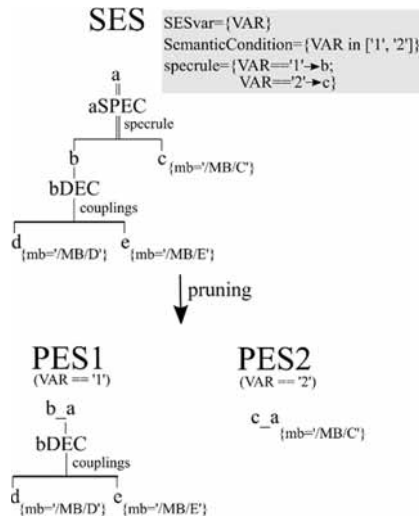 SES
SESvar={VAR}
SemanticCondition={VAR in ['1', '2']}
specrule={VAR=='1'→b;
VAR=='2'→c}
a
aSPEC
specrule
b
c{mb='/MB/C'}
bDEC
couplings
d{mb='/MB/D'}
e{mb='/MB/E'}
pruning
PES1
(VAR == '1')
PES2
(VAR == '2')
b_a
c_a{mb='/MB/C'}
bDEC
couplings
d{mb='/MB/D'}
e{mb='/MB/E'}